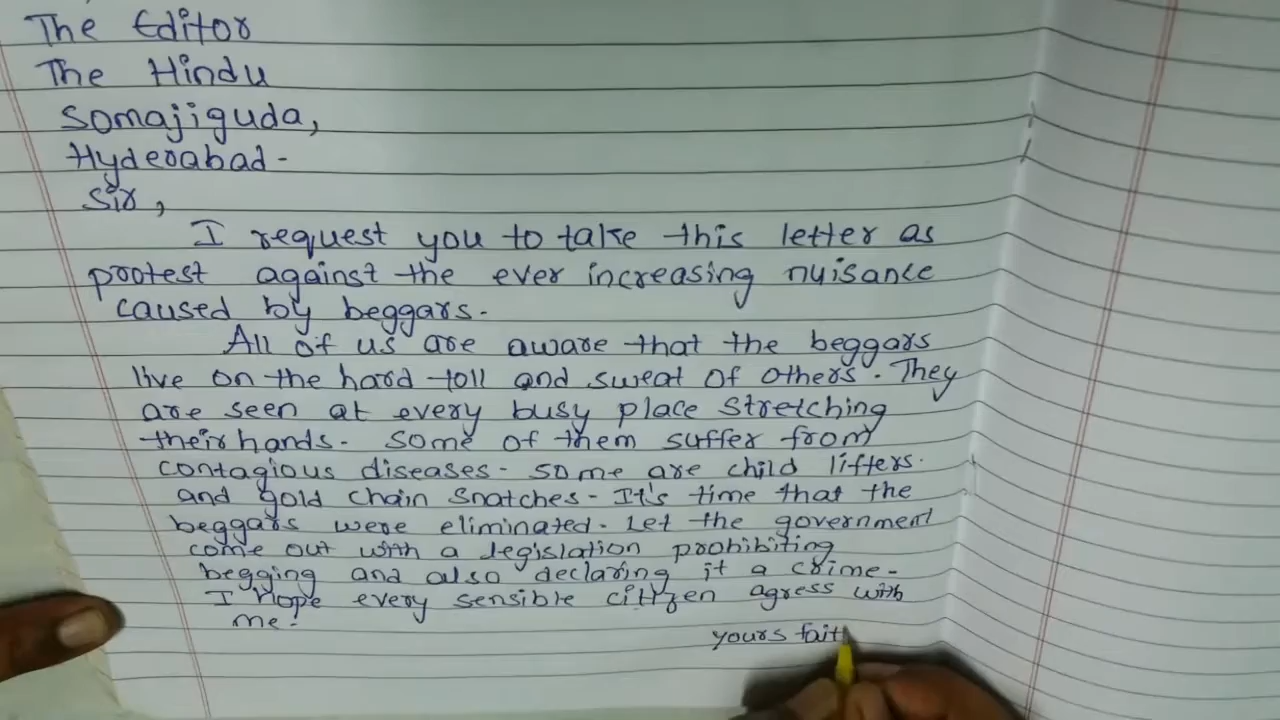 The Editor
The Hindu
Somajiguda,
Hyderabad -
Sir,
I request you to take this letter as
protest against the ever increasing nuisance
caused by beggars.
All of us are aware that the beggars
live on the hard toll and sweat of others. They
are seen at every busy place stretching
their hands. Some of them suffer from
contagious diseases. Some are child lifters.
and gold chain snatches. It's time that the
beggars were eliminated. Let the government
come out with a legislation prohibiting
begging and also declaring it a crime.
I hope every sensible citizen agress with
me.
yours fait